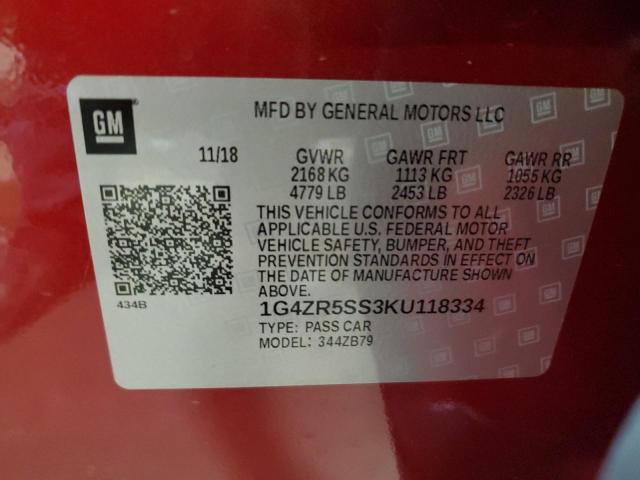 GM
MFD BY GENERAL MOTORS LLC
11/18 GVWR GAWR FRT GAWR RR
2168 KG 1113 KG 1055 KG
4779 LB 2453 LB 2326 LB
THIS VEHICLE CONFORMS TO ALL
APPLICABLE U.S. FEDERAL MOTOR
VEHICLE SAFETY, BUMPER, AND THEFT
PREVENTION STANDARDS IN EFFECT ON
THE DATE OF MANUFACTURE SHOWN
ABOVE.
434B
1G4ZR5SS3KU118334
TYPE: PASS CAR
MODEL: 344ZB79